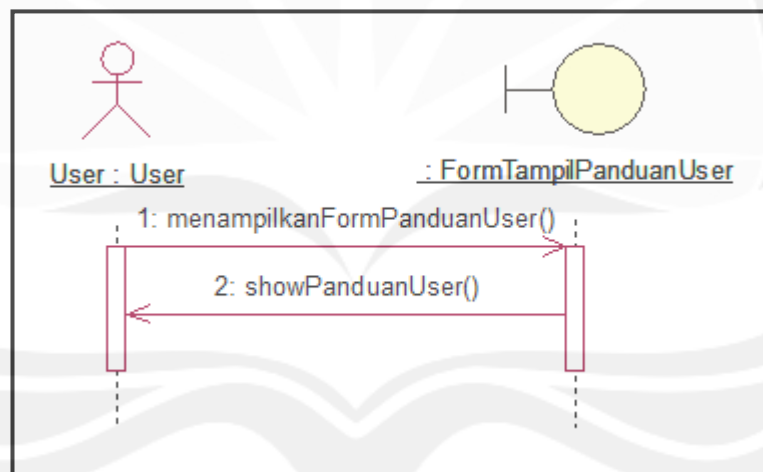 User : User
: FormTampilPanduanUser
1: menampilkanFormPanduanUser()
2: showPanduanUser()